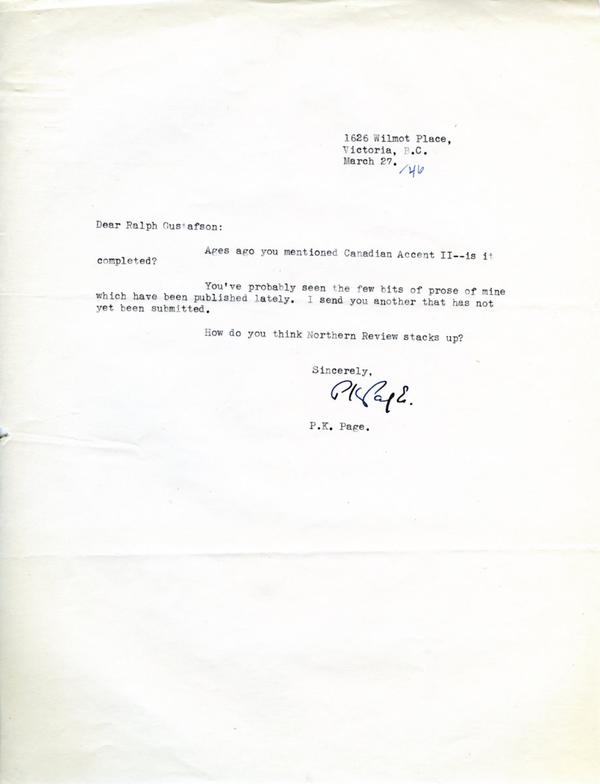 1626 Wilmot Place,
Victoria, B.C.
March 27.
/46
Dear Ralph Gustafson:
Ages ago you mentioned Canadian Accent II--is it
completed?
You've probably seen the few bits of prose of mine
which have been published lately. I send you another that has not
yet been submitted.
How do you think Northern Review stacks up?
Sincerely,
P.K. Page.
P.K. Page.